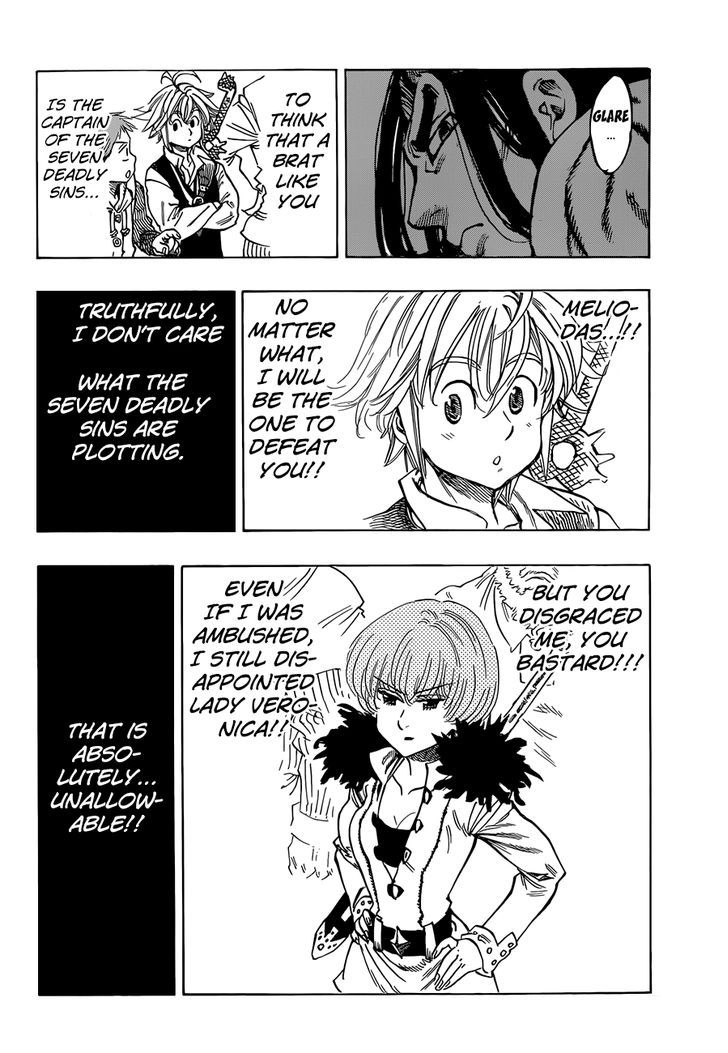 GLARE
...
TO
THINK
THAT A
BRAT
LIKE
YOU
IS THE
CAPTAIN
OF THE
SEVEN
DEADLY
SINS...
MELIO-
DAS...!!
NO
MATTER
WHAT,
I WILL
BE THE
ONE TO
DEFEAT
YOU!!
TRUTHFULLY,
I DON'T CARE
WHAT THE
SEVEN DEADLY
SINS ARE
PLOTTING.
BUT YOU
DISGRACED
ME, YOU
BASTARD!!!
EVEN
IF I WAS
AMBUSHED,
I STILL DIS-
APPOINTED
LADY VERO-
NICA!!
THAT IS
ABSO-
LUTELY...
UNALLOW-
ABLE!!